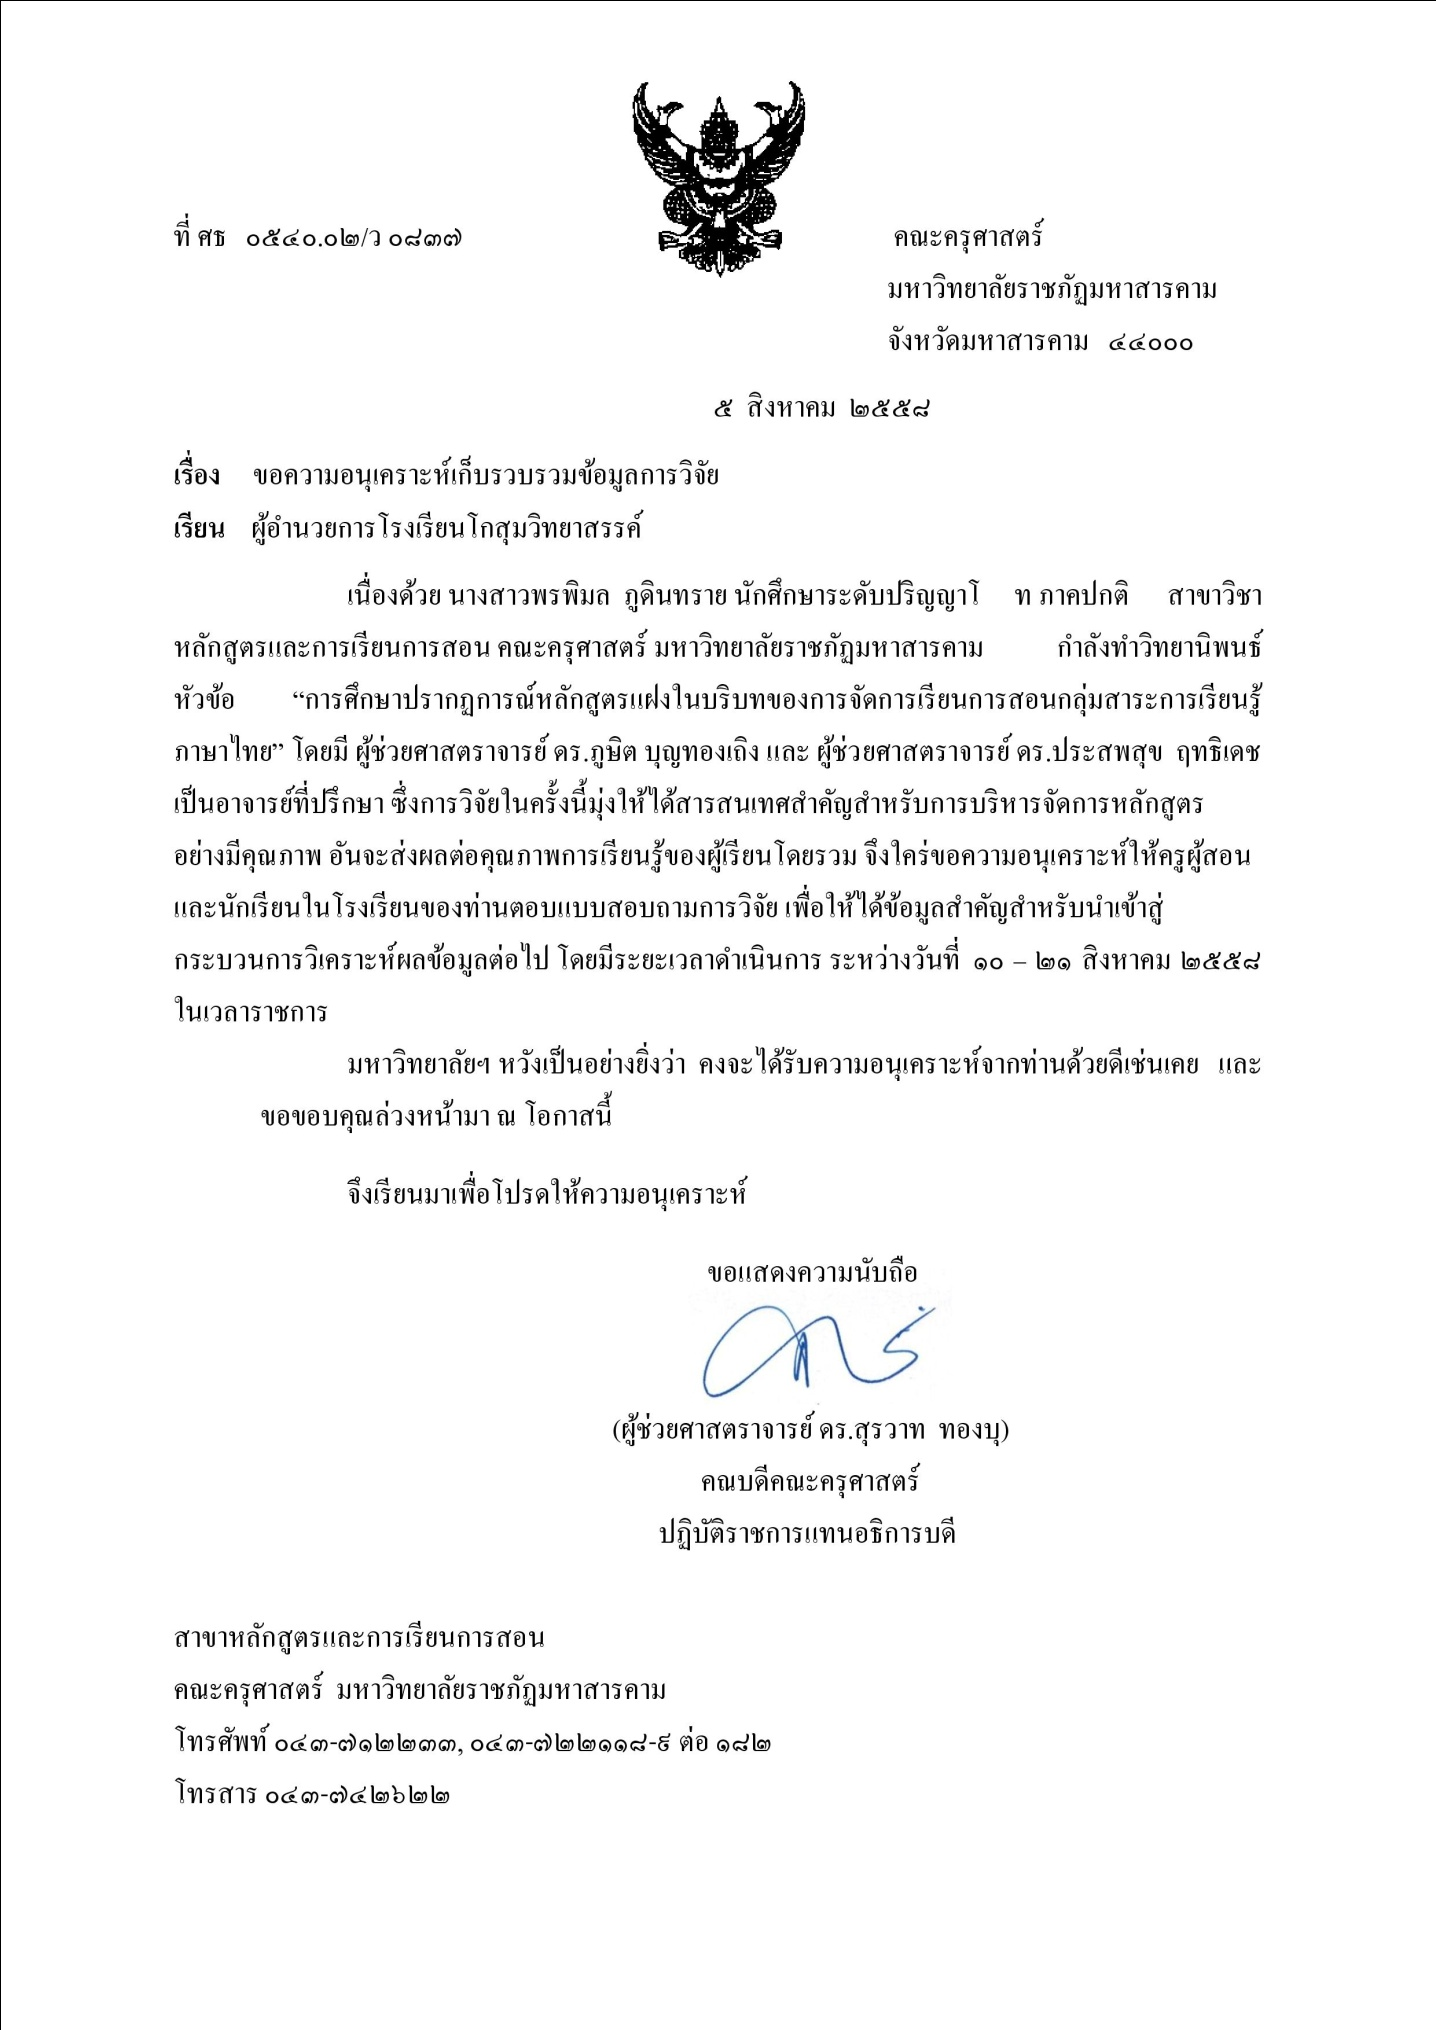 ที่ ศธ ๐๕๔๐.๐๒/ว ๐๘๓๗ คณะครุศาสตร์
มหาวิทยาลัยราชภัฏมหาสารคาม
จังหวัดมหาสารคาม ๔๔๐๐๐
๕ สิงหาคม ๒๕๕๘
เรื่อง ขอความอนุเคราะห์เก็บรวบรวมข้อมูลการวิจัย
เรียน ผู้อำนวยการโรงเรียนโกสุมวิทยาสรรค์
เนื่องด้วย นางสาวพรพิมล ภูดินทราย นักศึกษาระดับปริญญาโ ท ภาคปกติ สาขาวิชา
หลักสูตรและการเรียนการสอน คณะครุศาสตร์ มหาวิทยาลัยราชภัฏมหาสารคาม กำลังทำวิทยานิพนธ์
หัวข้อ “การศึกษาปรากฏการณ์หลักสูตรแฝงในบริบทของการจัดการเรียนการสอนกลุ่มสาระการเรียนรู้
ภาษาไทย” โดยมี ผู้ช่วยศาสตราจารย์ ดร.ภูษิต บุญทองเถิง และ ผู้ช่วยศาสตราจารย์ ดร.ประสพสุข ฤทธิเดช
เป็นอาจารย์ที่ปรึกษา ซึ่งการวิจัยในครั้งนี้มุ่งให้ได้สารสนเทศสำคัญสำหรับการบริหารจัดการหลักสูตร
อย่างมีคุณภาพ อันจะส่งผลต่อคุณภาพการเรียนรู้ของผู้เรียนโดยรวม จึงใคร่ขอความอนุเคราะห์ให้ครูผู้สอน
และนักเรียนในโรงเรียนของท่านตอบแบบสอบถามการวิจัย เพื่อให้ได้ข้อมูลสำคัญสำหรับนำเข้าสู่
กระบวนการวิเคราะห์ผลข้อมูลต่อไป โดยมีระยะเวลาดำเนินการ ระหว่างวันที่ ๑๐ – ๒๑ สิงหาคม ๒๕๕๘
ในเวลาราชการ
มหาวิทยาลัยฯ หวังเป็นอย่างยิ่งว่า คงจะได้รับความอนุเคราะห์จากท่านด้วยดีเช่นเคย และ
ขอขอบคุณล่วงหน้ามา ณ โอกาสนี้
จึงเรียนมาเพื่อโปรดให้ความอนุเคราะห์
ขอแสดงความนับถือ
(ผู้ช่วยศาสตราจารย์ ดร.สุรวาท ทองบุ)
คณบดีคณะครุศาสตร์
ปฏิบัติราชการแทนอธิการบดี
สาขาหลักสูตรและการเรียนการสอน
คณะครุศาสตร์ มหาวิทยาลัยราชภัฏมหาสารคาม
โทรศัพท์ ๐๔๓-๗๑๒๒๓๓, ๐๔๓-๗๒๒๑๑๘-๙ ต่อ ๑๘๒
โทรสาร ๐๔๓-๗๔๒๖๒๒